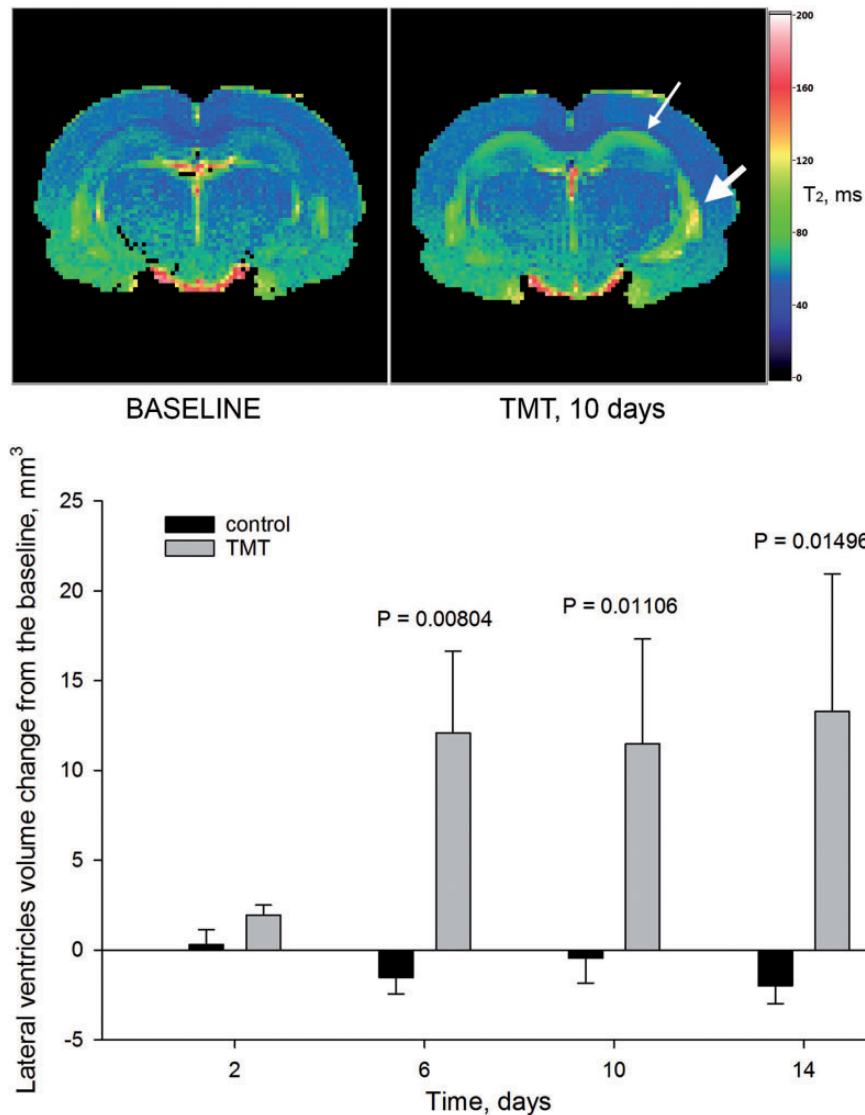 200
160
120
T2, ms
80
40
0
BASELINE
TMT, 10 days
Lateral ventricles volume change from the baseline, mm³
25
20
15
10
5
0
-5
control
TMT
P = 0.00804
P = 0.01106
P = 0.01496
2
6
10
14
Time, days